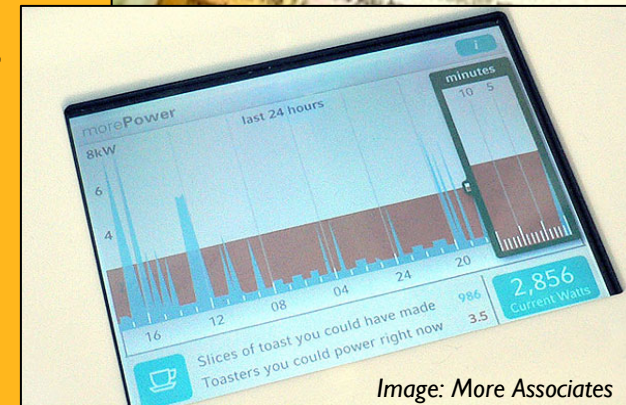 i
morePower
last 24 hours
minutes
10 5
8kW
6
4
16 12 08 04 24 20
Slices of toast you could have made 986
Toasters you could power right now 3.5
2,856
Current Watts
Image: More Associates